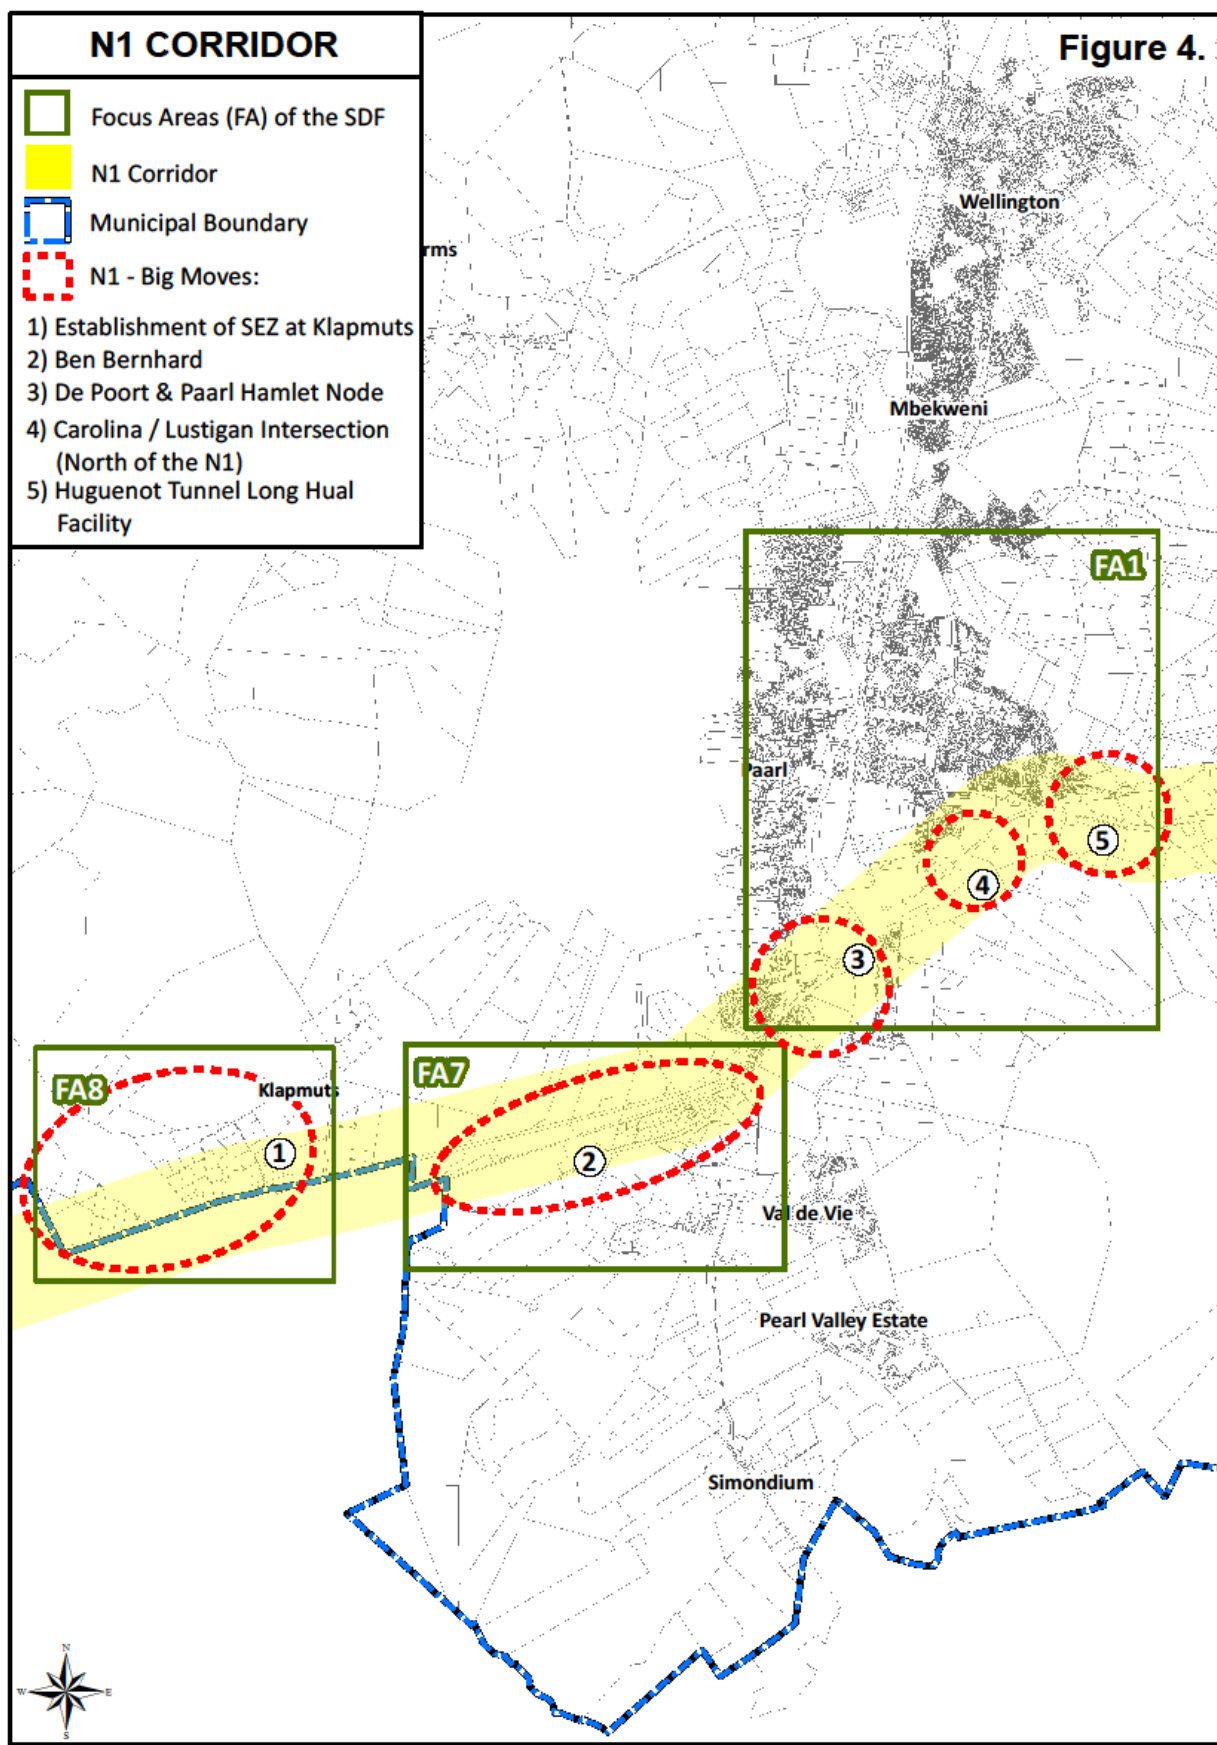 N1 CORRIDOR
Figure 4.
Focus Areas (FA) of the SDF
N1 Corridor
Municipal Boundary
N1 - Big Moves:
1) Establishment of SEZ at Klapmuts
2) Ben Bernhard
3) De Poort & Paarl Hamlet Node
4) Carolina / Lustigan Intersection
(North of the N1)
5) Huguenot Tunnel Long Hual
Facility
rms
Wellington
Mbekweni
FA1
Paarl
5
4
3
FA7
FA8
Klapmuts
1
2
Val de Vie
Pearl Valley Estate
Simondium
N
W
E
S